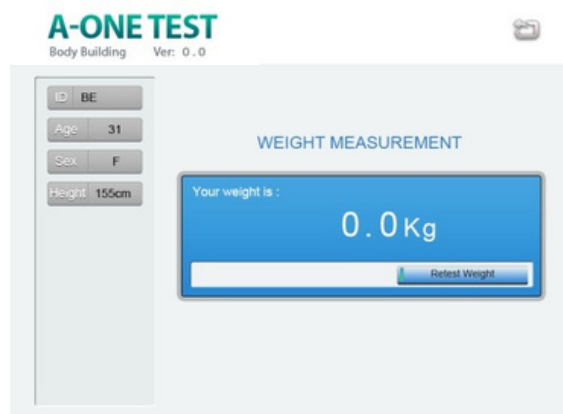 A-ONE TEST
Body Building Ver: 0.0
ID BE
Age 31
Sex F
Height 155cm
WEIGHT MEASUREMENT
Your weight is :
0.0Kg
Retest Weight